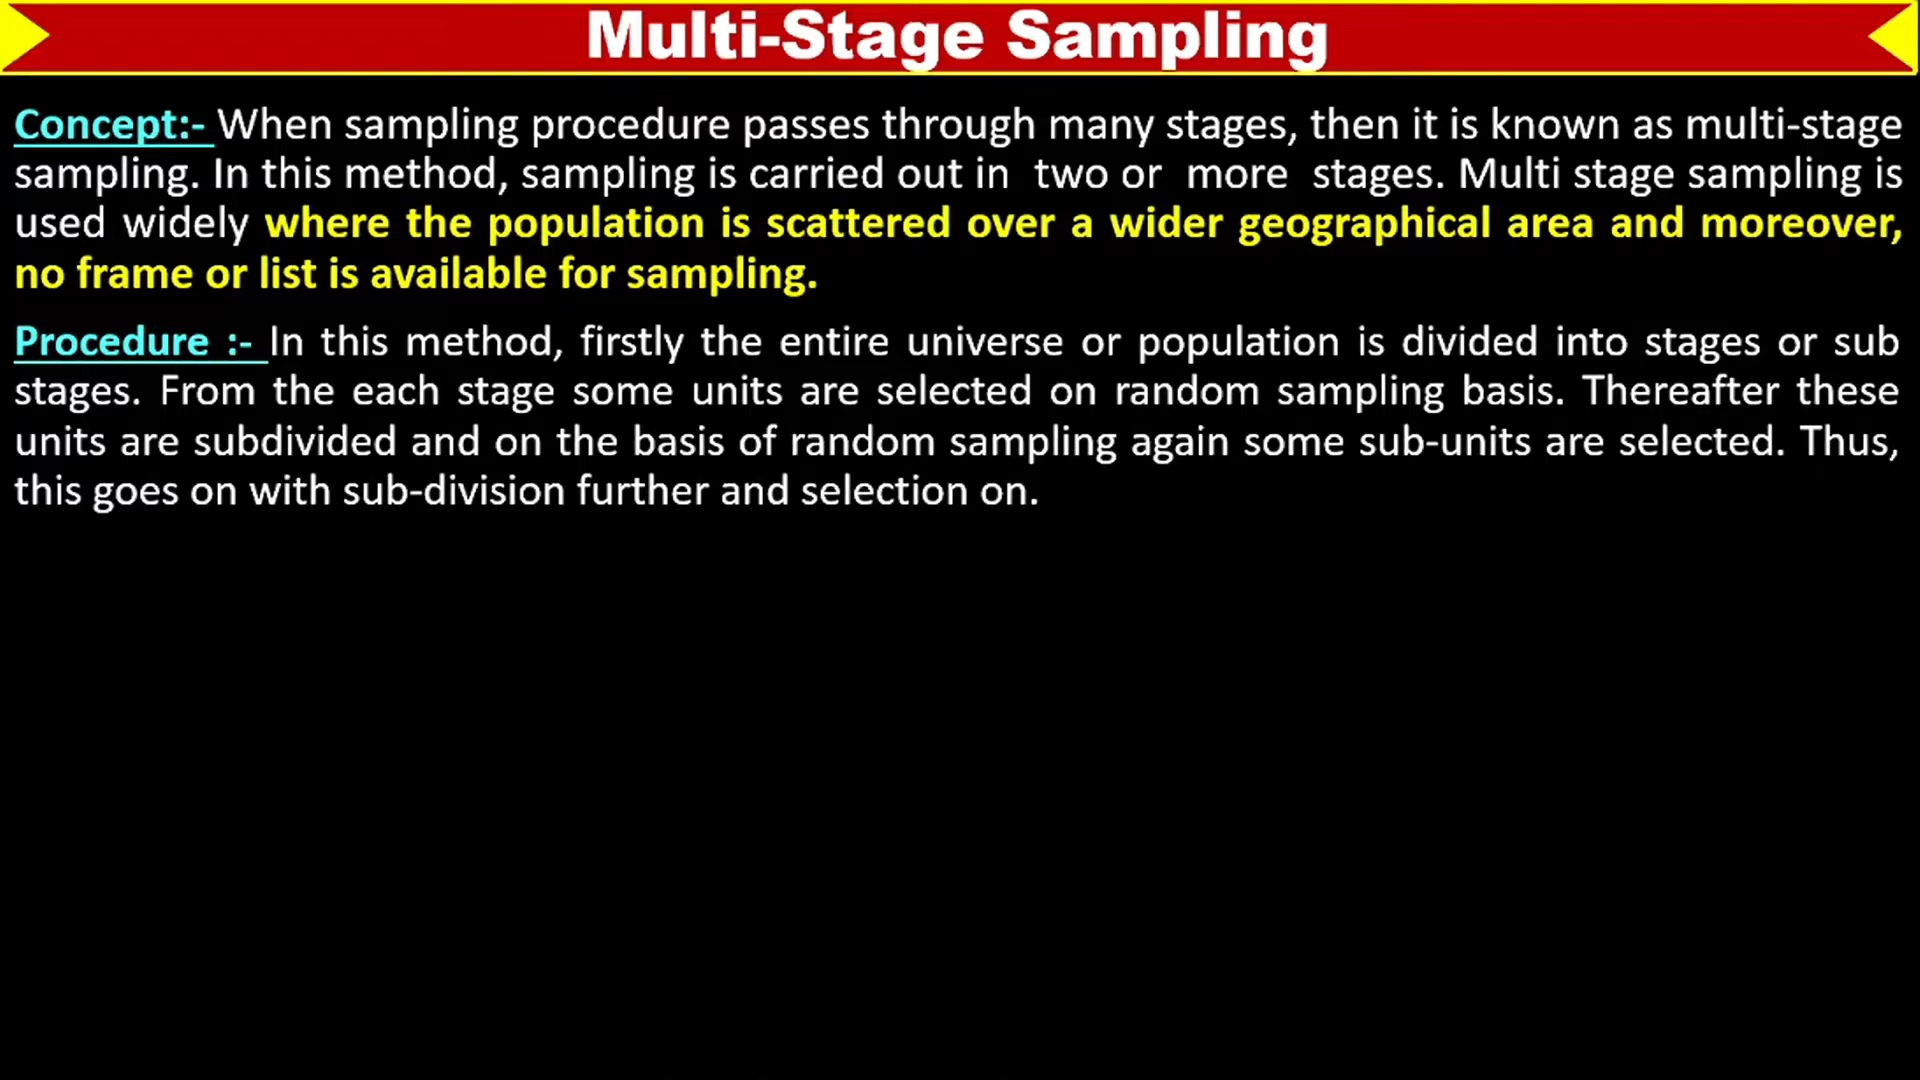 Multi-Stage Sampling
Concept:- When sampling procedure passes through many stages, then it is known as multi-stage
sampling. In this method, sampling is carried out in two or more stages. Multi stage sampling is
used widely where the population is scattered over a wider geographical area and moreover,
no frame or list is available for sampling.
Procedure :- In this method, firstly the entire universe or population is divided into stages or sub
stages. From the each stage some units are selected on random sampling basis. Thereafter these
units are subdivided and on the basis of random sampling again some sub-units are selected. Thus,
this goes on with sub-division further and selection on.